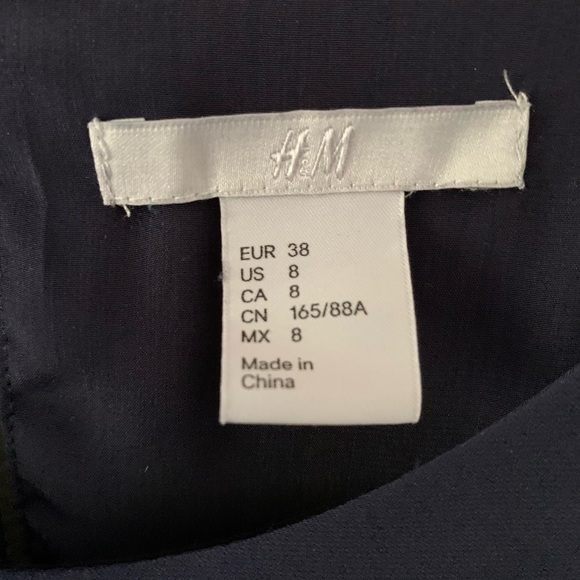 H&M
EUR 38
US 8
CA 8
CN 165/88A
MX 8
Made in
China